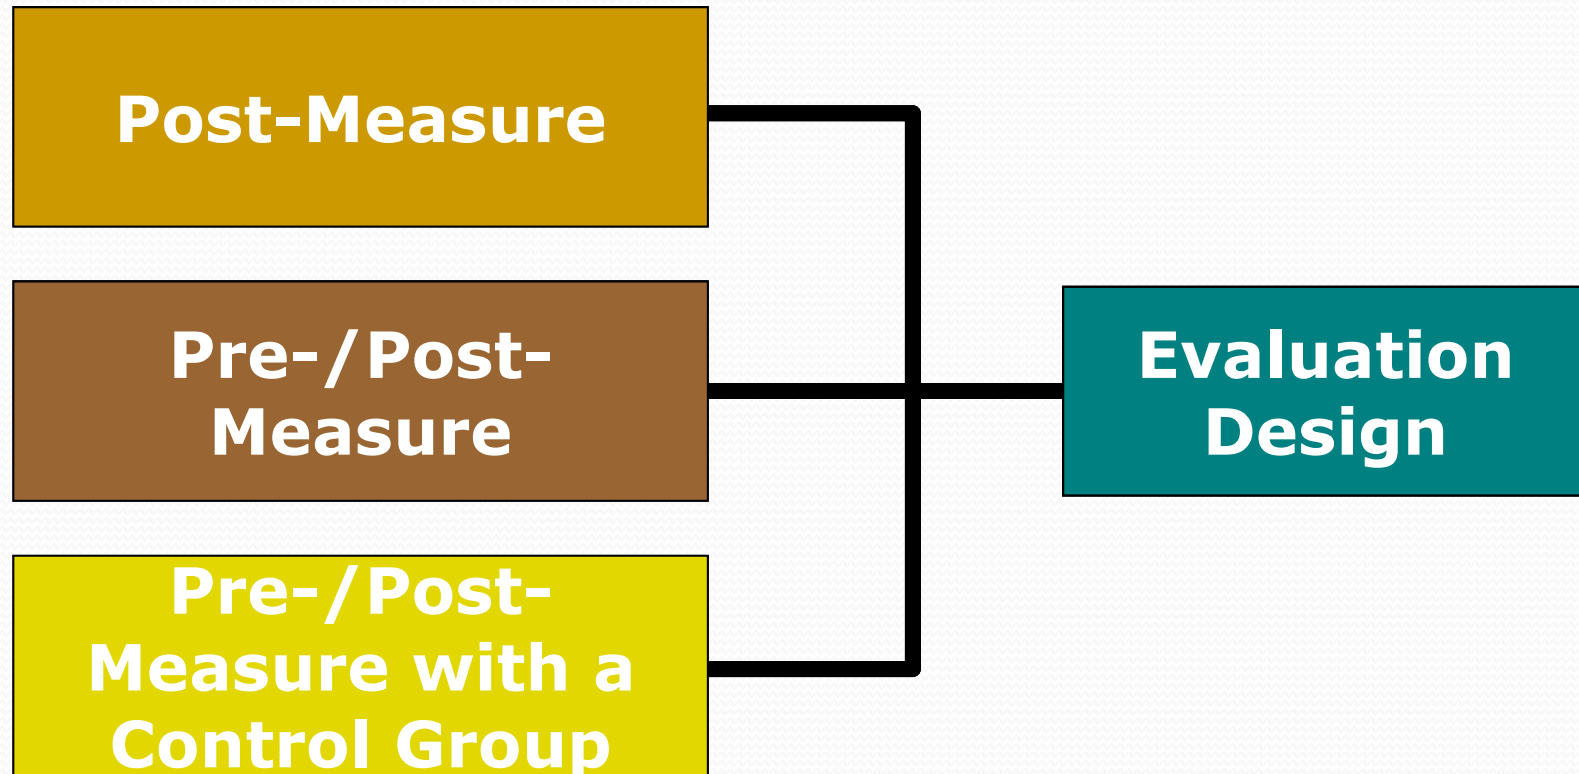 Post-Measure
Pre-/Post-
Measure
Pre-/Post-
Measure with a
Control Group
Evaluation
Design